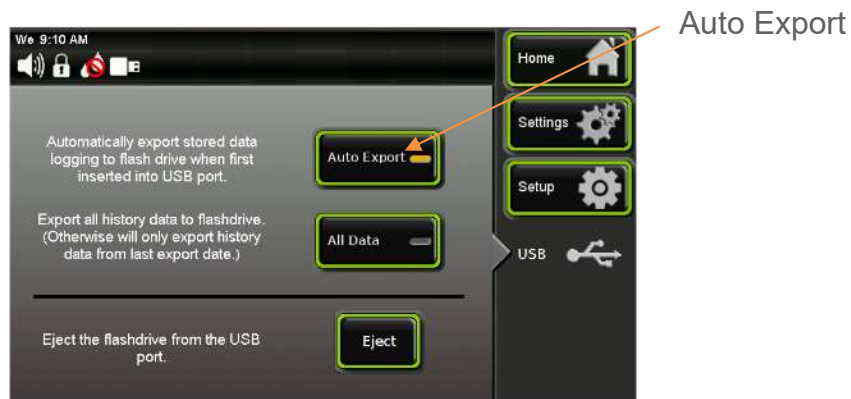 Auto Export
We 9:10 AM
Home
Settings
Setup
USB
Automatically export stored data
logging to flash drive when first
inserted into USB port.
Auto Export
Export all history data to flashdrive.
(Otherwise will only export history
data from last export date.)
All Data
Eject the flashdrive from the USB
port.
Eject